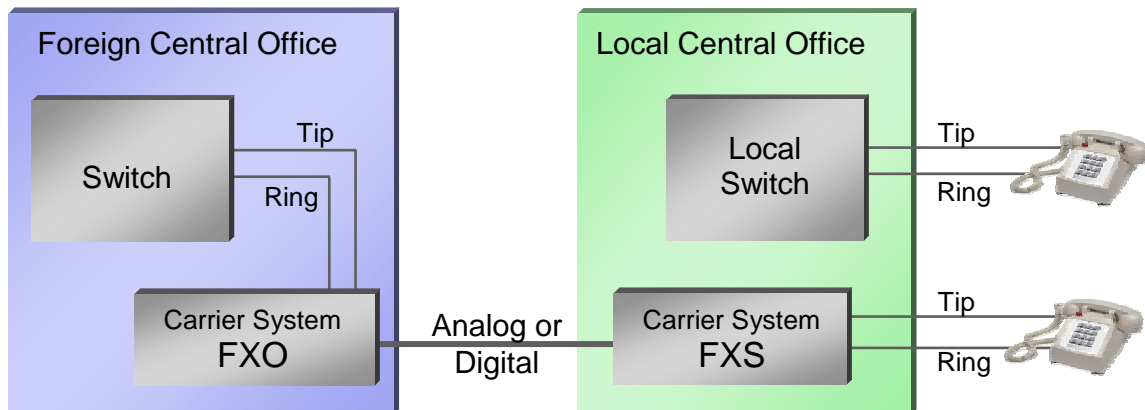 Foreign Central Office
Switch
Tip
Ring
Carrier System
FXO
Analog or
Digital
Local Central Office
Local
Switch
Tip
Ring
Carrier System
FXS
Tip
Ring